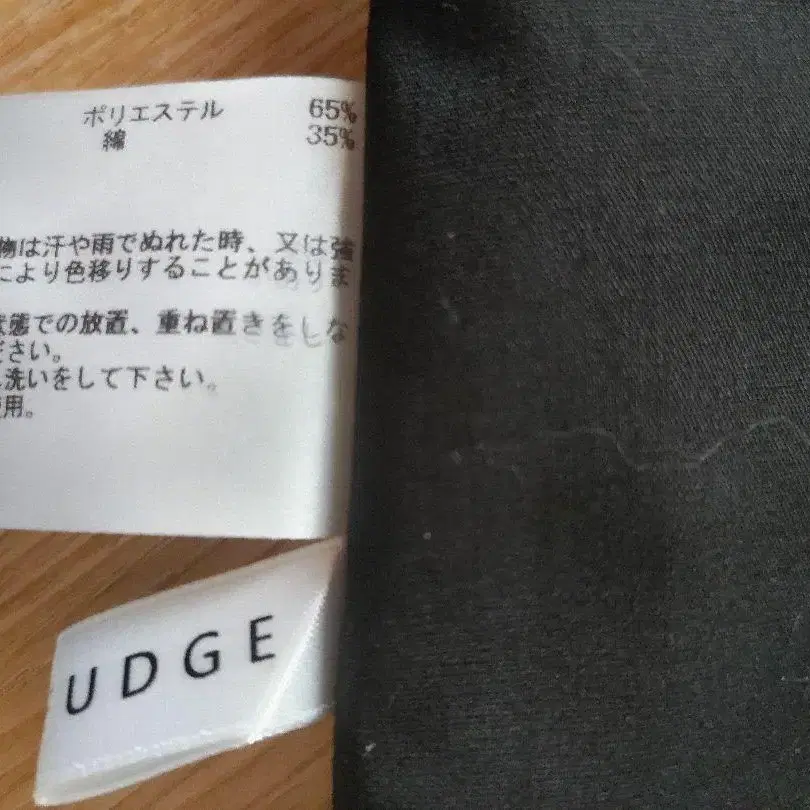 ポリエステル 65%
綿 35%
物は汗や雨でぬれた時、又は強
により色移りすることがありま
態での放置、重ね置きをしな
ださい。
洗いをして下さい。
用。
UDGE